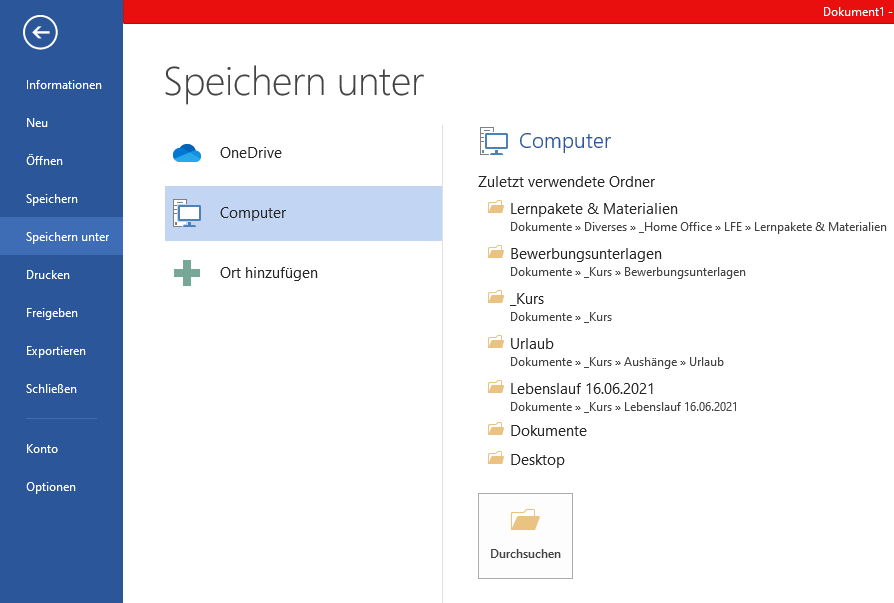 Dokument1 -
Informationen
Neu
Öffnen
Speichern
Speichern unter
Drucken
Freigeben
Exportieren
Schließen
Konto
Optionen
Speichern unter
OneDrive
Computer
Ort hinzufügen
Computer
Zuletzt verwendete Ordner
Lernpakete & Materialien
Dokumente » Diverses » _Home Office » LFE » Lernpakete & Materialien
Bewerbungsunterlagen
Dokumente » _Kurs » Bewerbungsunterlagen
_Kurs
Dokumente » _Kurs
Urlaub
Dokumente » _Kurs » Aushänge » Urlaub
Lebenslauf 16.06.2021
Dokumente » _Kurs » Lebenslauf 16.06.2021
Dokumente
Desktop
Durchsuchen